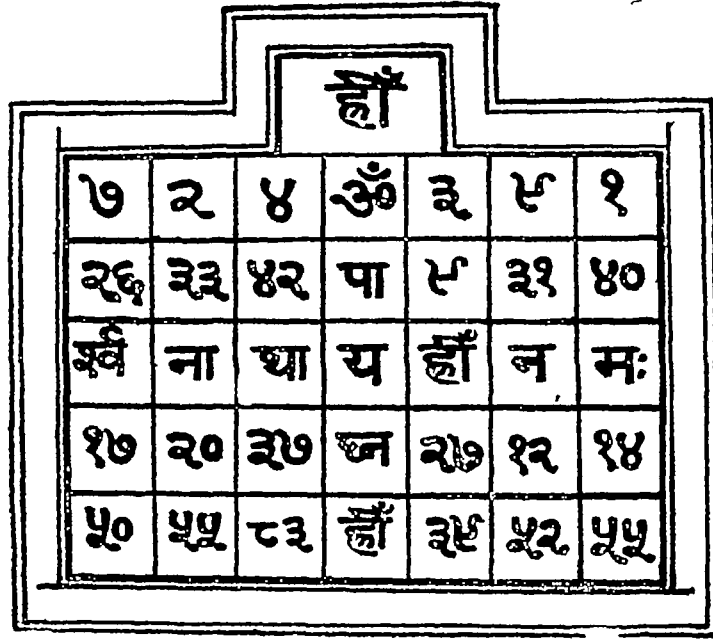 ह्रीँ
७ २ ४ ॐ ३ ९ १
२६ ३३ ४२ पा ९ ३१ ४०
र्श्व ना था य ह्रीँ न मः
१७ २० ३७ घ्न २७ १२ १४
५० ५५ ८३ ह्रीँ ३९ ५२ ५५